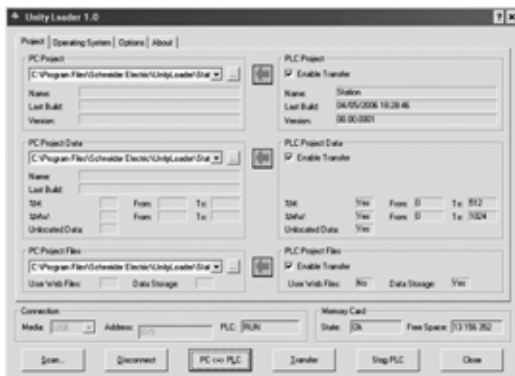 Unity Loader 1.0
Project Operating System Options About
PC Project
C:\Program Files\Schneider Electric\UnityLoader\Stat ...
Name:
Last Build:
Version:
PLC Project
Enable Transfer
Name: Station
Last Build: 04/05/2006 18:28:46
Version: 00.00.0001
PC Project Data
C:\Program Files\Schneider Electric\UnityLoader\Stat ...
Name:
Last Build:
%M: From: To:
%MW: From: To:
Unlocated Data:
PLC Project Data
Enable Transfer
%M: Yes From: 0 To: 512
%MW: Yes From: 0 To: 1024
Unlocated Data: Yes
PC Project Files
C:\Program Files\Schneider Electric\UnityLoader\Stat ...
User Web Files: Data Storage:
PLC Project Files
Enable Transfer
User Web Files: No Data Storage: Yes
Connection
Media: USB Address: SYS PLC: RUN
Memory Card
State: Ok Free Space: 13 156 352
Scan... Disconnect PC <=> PLC Transfer Stop PLC Close